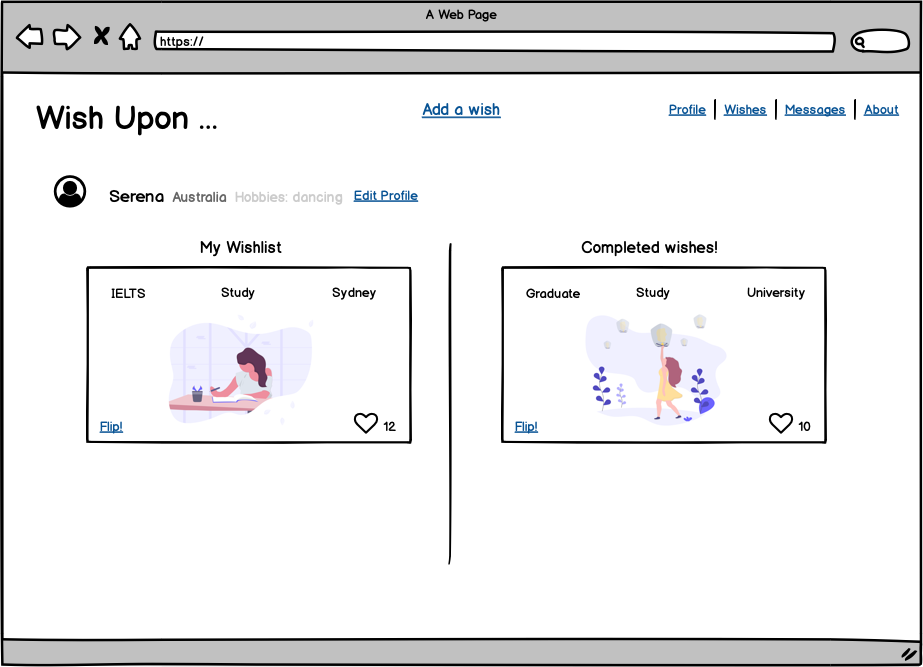 A Web Page
https://
Wish Upon ...
Add a wish
Profile Wishes Messages About
Serena Australia Hobbies: dancing Edit Profile
My Wishlist
IELTS Study Sydney
Flip! 12
Completed wishes!
Graduate Study University
Flip! 10